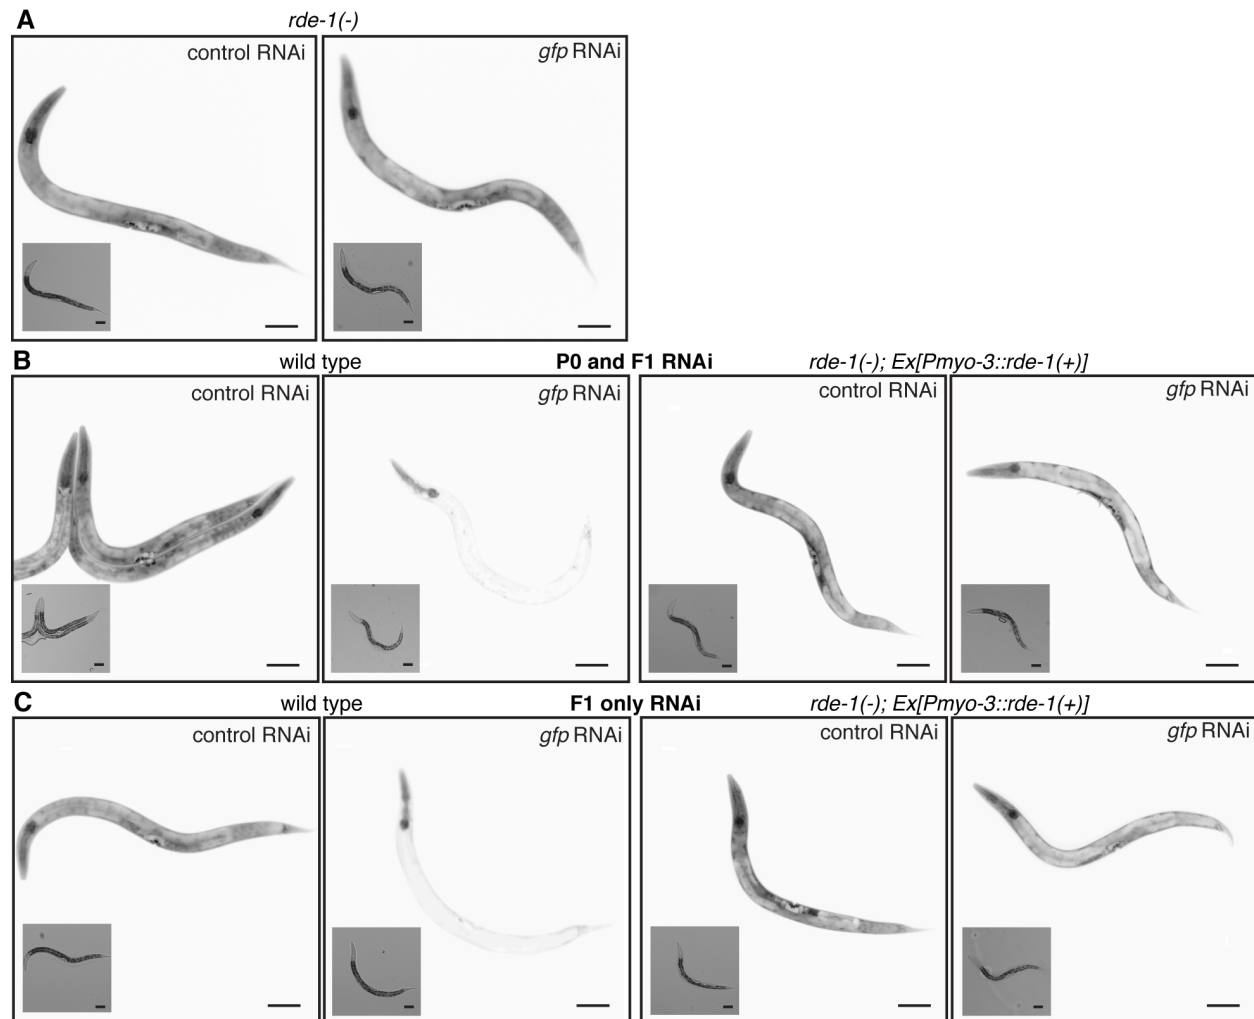 A rde-1(-)
control RNAi gfp RNAi
B wild type P0 and F1 RNAi rde-1(-); Ex[Pmyo-3::rde-1(+)]
control RNAi gfp RNAi control RNAi gfp RNAi
C wild type F1 only RNAi rde-1(-); Ex[Pmyo-3::rde-1(+)]
control RNAi gfp RNAi control RNAi gfp RNAi